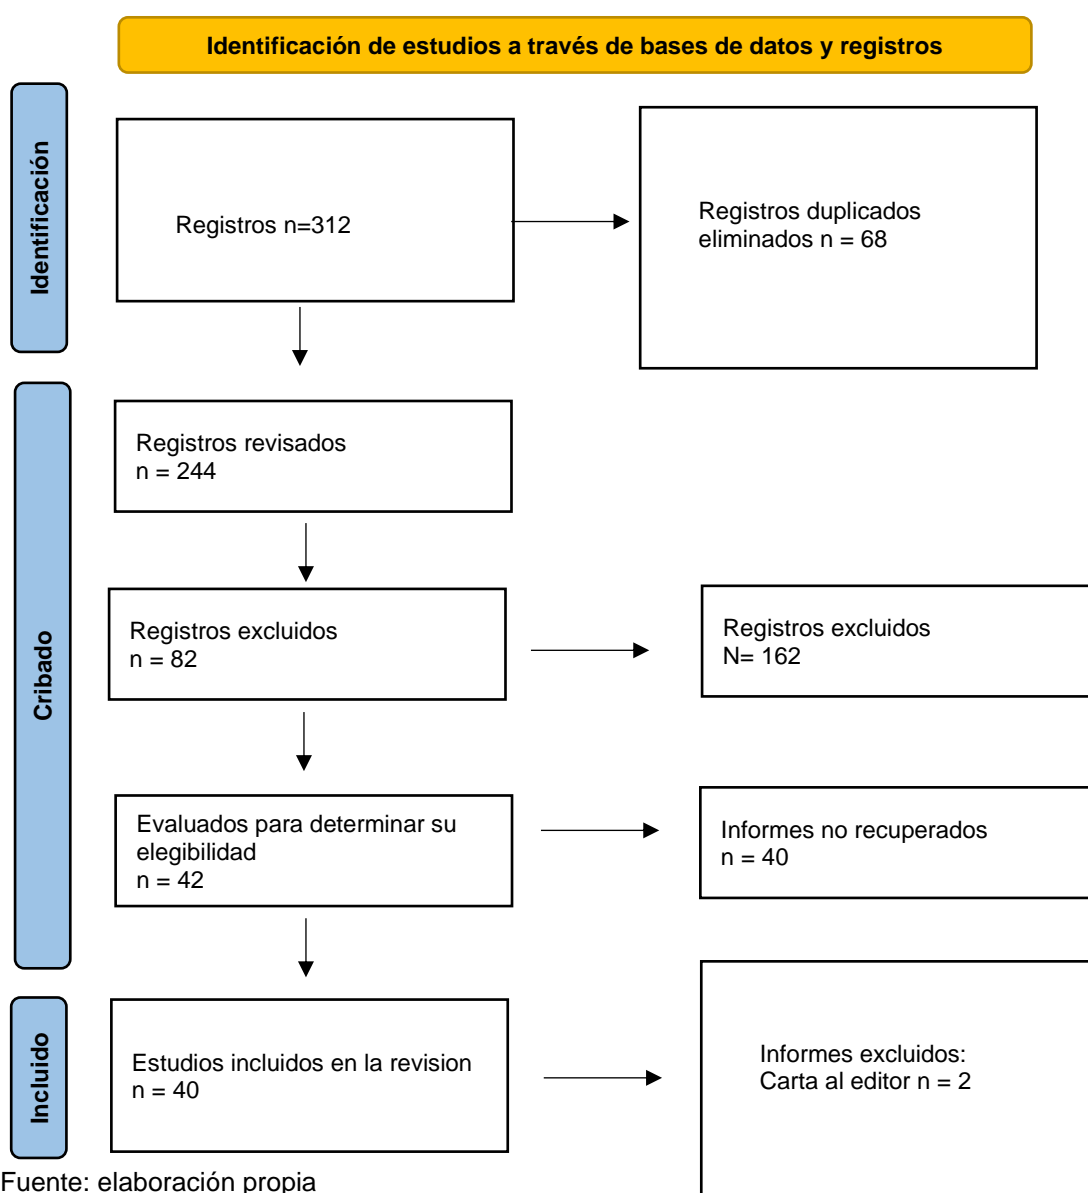 Identificación de estudios a través de bases de datos y registros
Identificación
Registros n=312
Registros duplicados
eliminados n = 68
Cribado
Registros revisados
n = 244
Registros excluidos
n = 82
Registros excluidos
N= 162
Evaluados para determinar su
elegibilidad
n = 42
Informes no recuperados
n = 40
Incluido
Estudios incluidos en la revision
n = 40
Informes excluidos:
Carta al editor n = 2
Fuente: elaboración propia